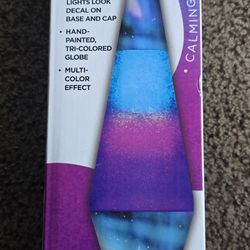 LIGHTS LOOK
DECAL ON
BASE AND CAP
• HAND-
PAINTED,
TRI-COLORED
GLOBE
• MULTI-
COLOR
EFFECT
• CALMING